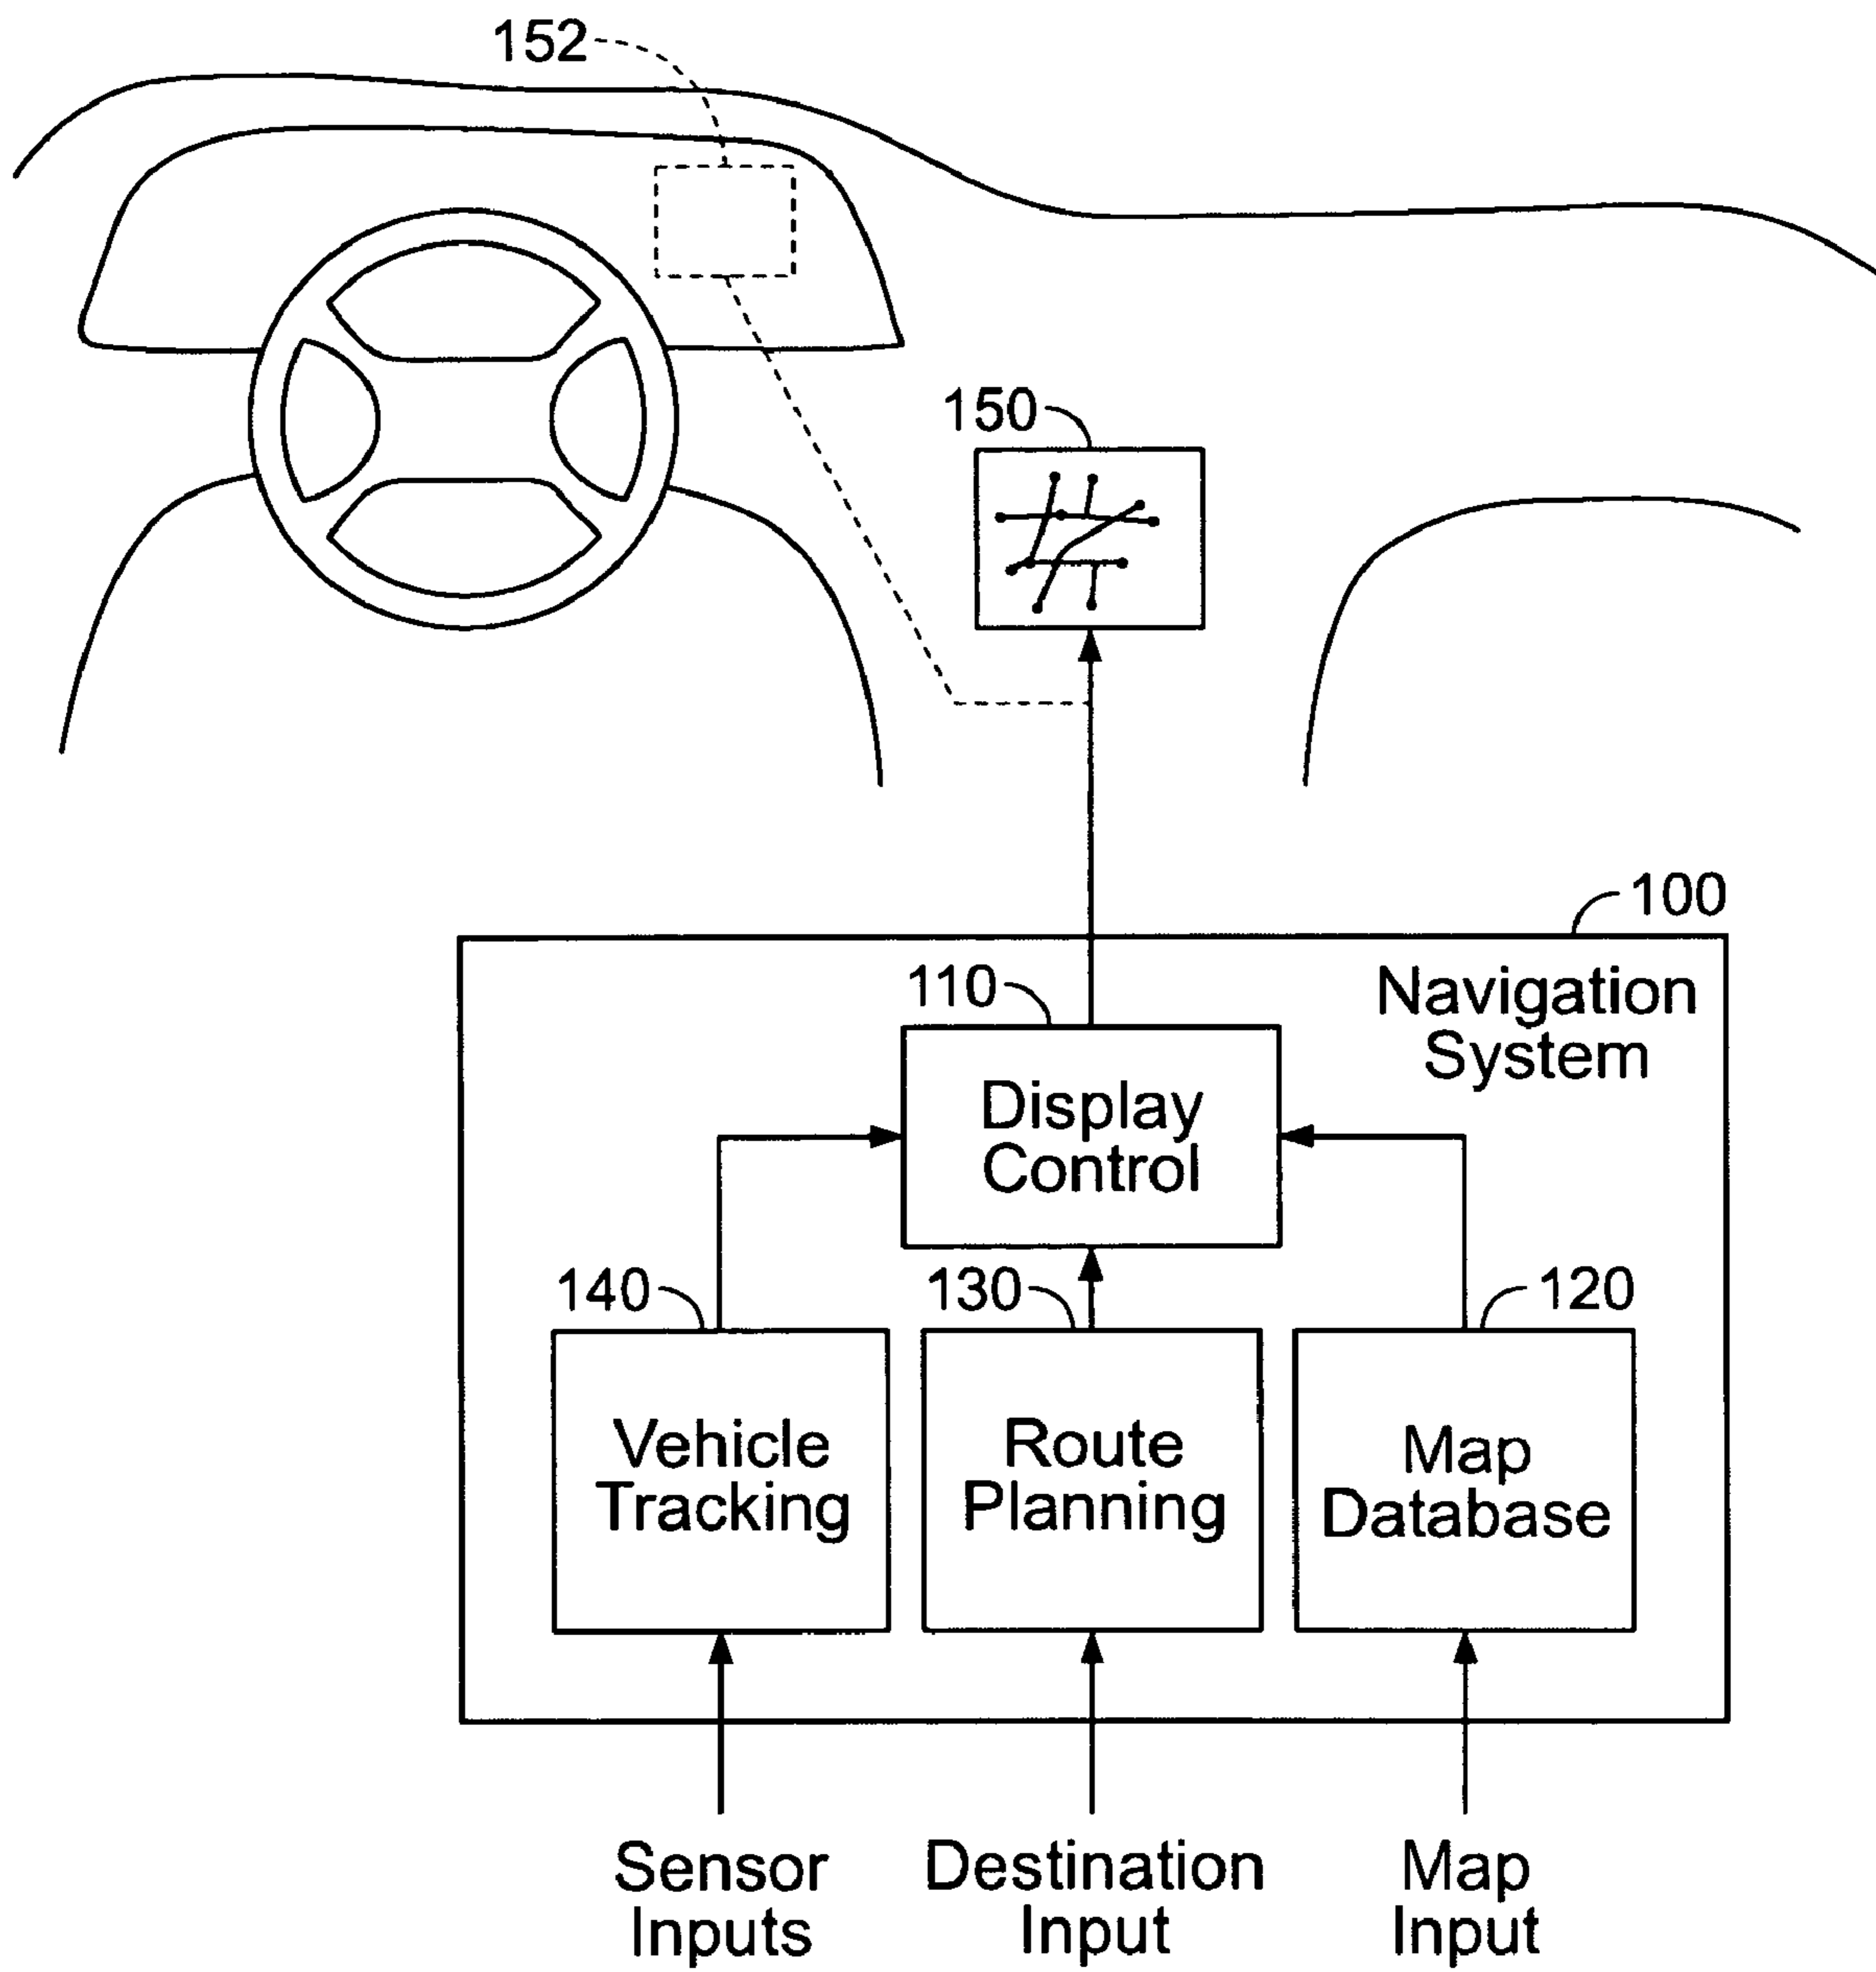 152
150
100
Navigation
System
110
Display
Control
140
130
120
Vehicle
Tracking
Route
Planning
Map
Database
Sensor
Inputs
Destination
Input
Map
Input